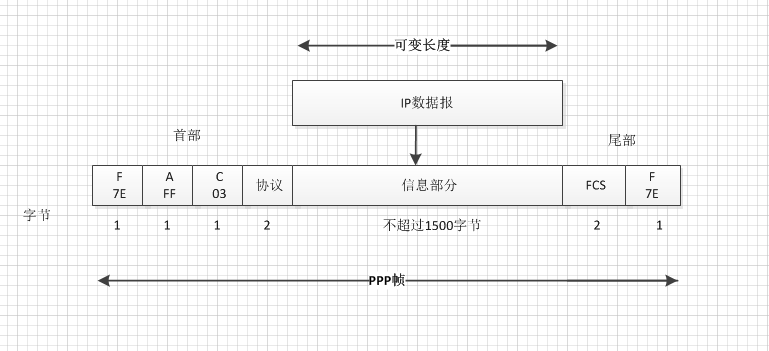 可变长度
IP数据报
首部
尾部
F
7E
A
FF
C
03
协议
信息部分
FCS
F
7E
字节
1
1
1
2
不超过1500字节
2
1
PPP帧